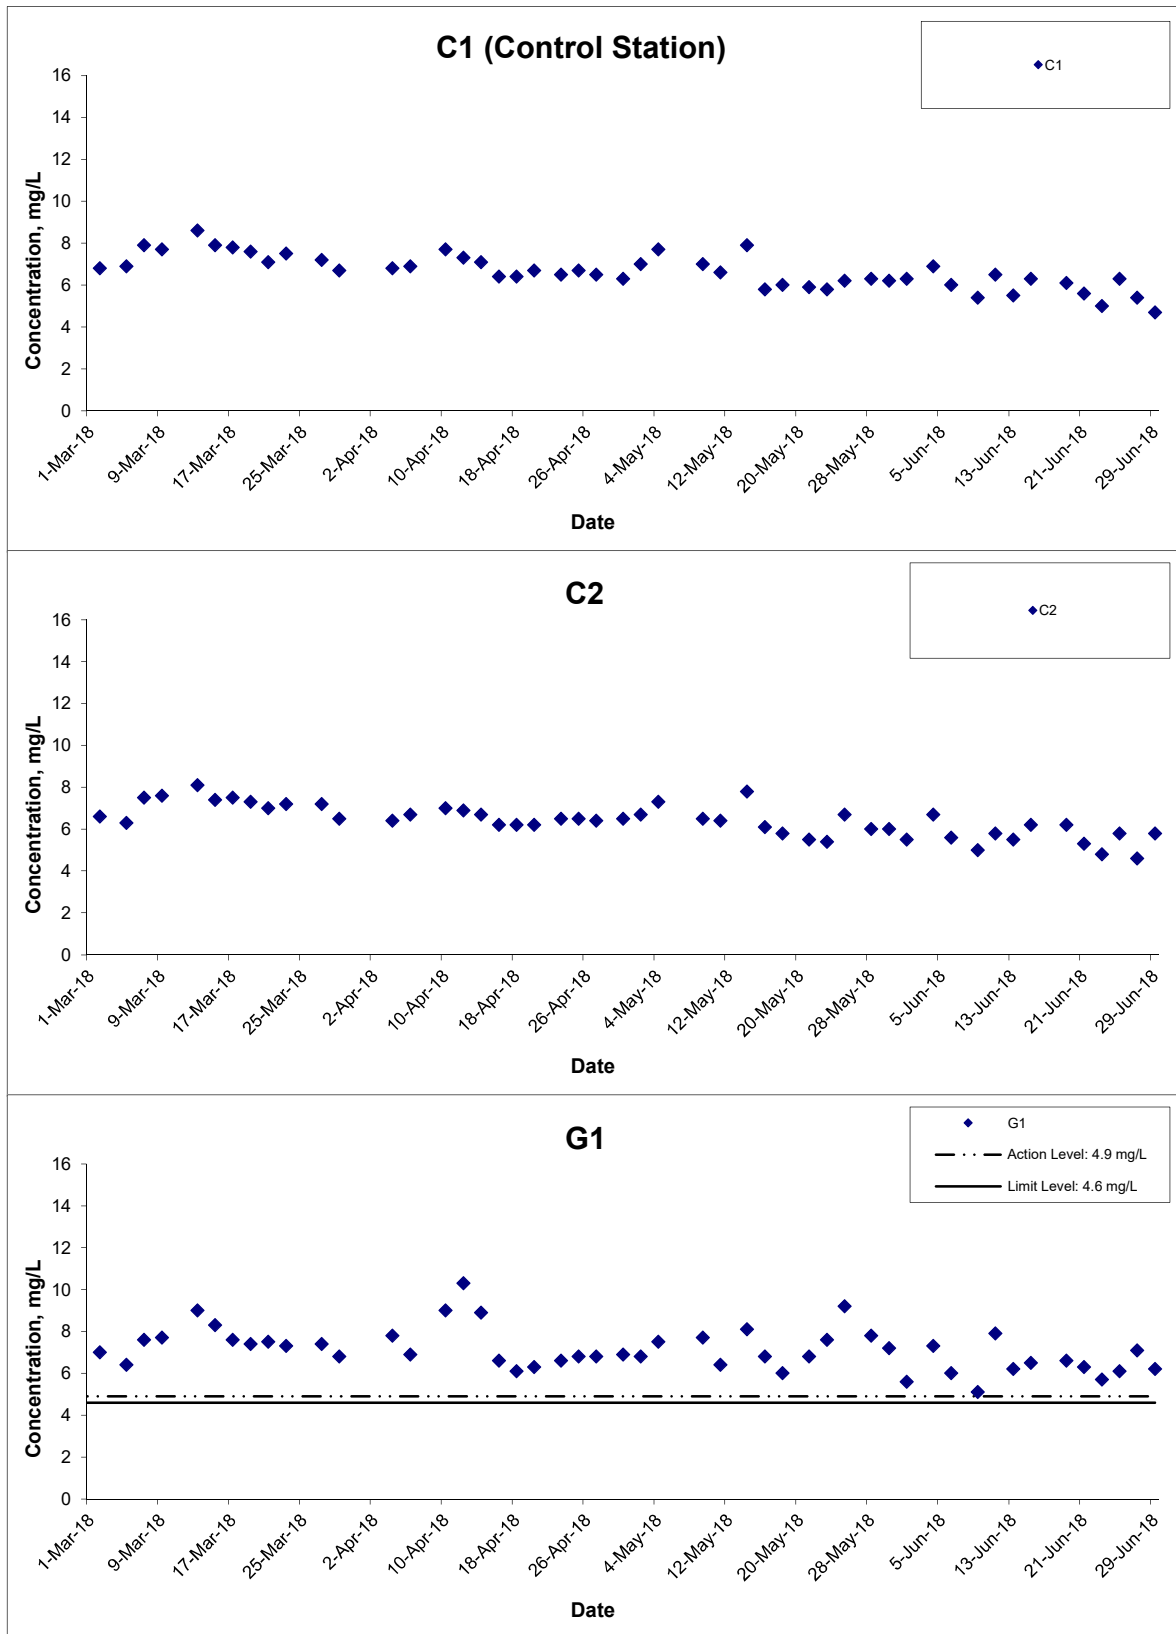 C1 (Control Station)
C1
Concentration, mg/L
16
14
12
10
8
6
4
2
0
1-Mar-18
9-Mar-18
17-Mar-18
25-Mar-18
2-Apr-18
10-Apr-18
18-Apr-18
26-Apr-18
4-May-18
12-May-18
20-May-18
28-May-18
5-Jun-18
13-Jun-18
21-Jun-18
29-Jun-18
Date
C2
C2
Concentration, mg/L
16
14
12
10
8
6
4
2
0
1-Mar-18
9-Mar-18
17-Mar-18
25-Mar-18
2-Apr-18
10-Apr-18
18-Apr-18
26-Apr-18
4-May-18
12-May-18
20-May-18
28-May-18
5-Jun-18
13-Jun-18
21-Jun-18
29-Jun-18
Date
G1
G1
Action Level: 4.9 mg/L
Limit Level: 4.6 mg/L
Concentration, mg/L
16
14
12
10
8
6
4
2
0
1-Mar-18
9-Mar-18
17-Mar-18
25-Mar-18
2-Apr-18
10-Apr-18
18-Apr-18
26-Apr-18
4-May-18
12-May-18
20-May-18
28-May-18
5-Jun-18
13-Jun-18
21-Jun-18
29-Jun-18
Date